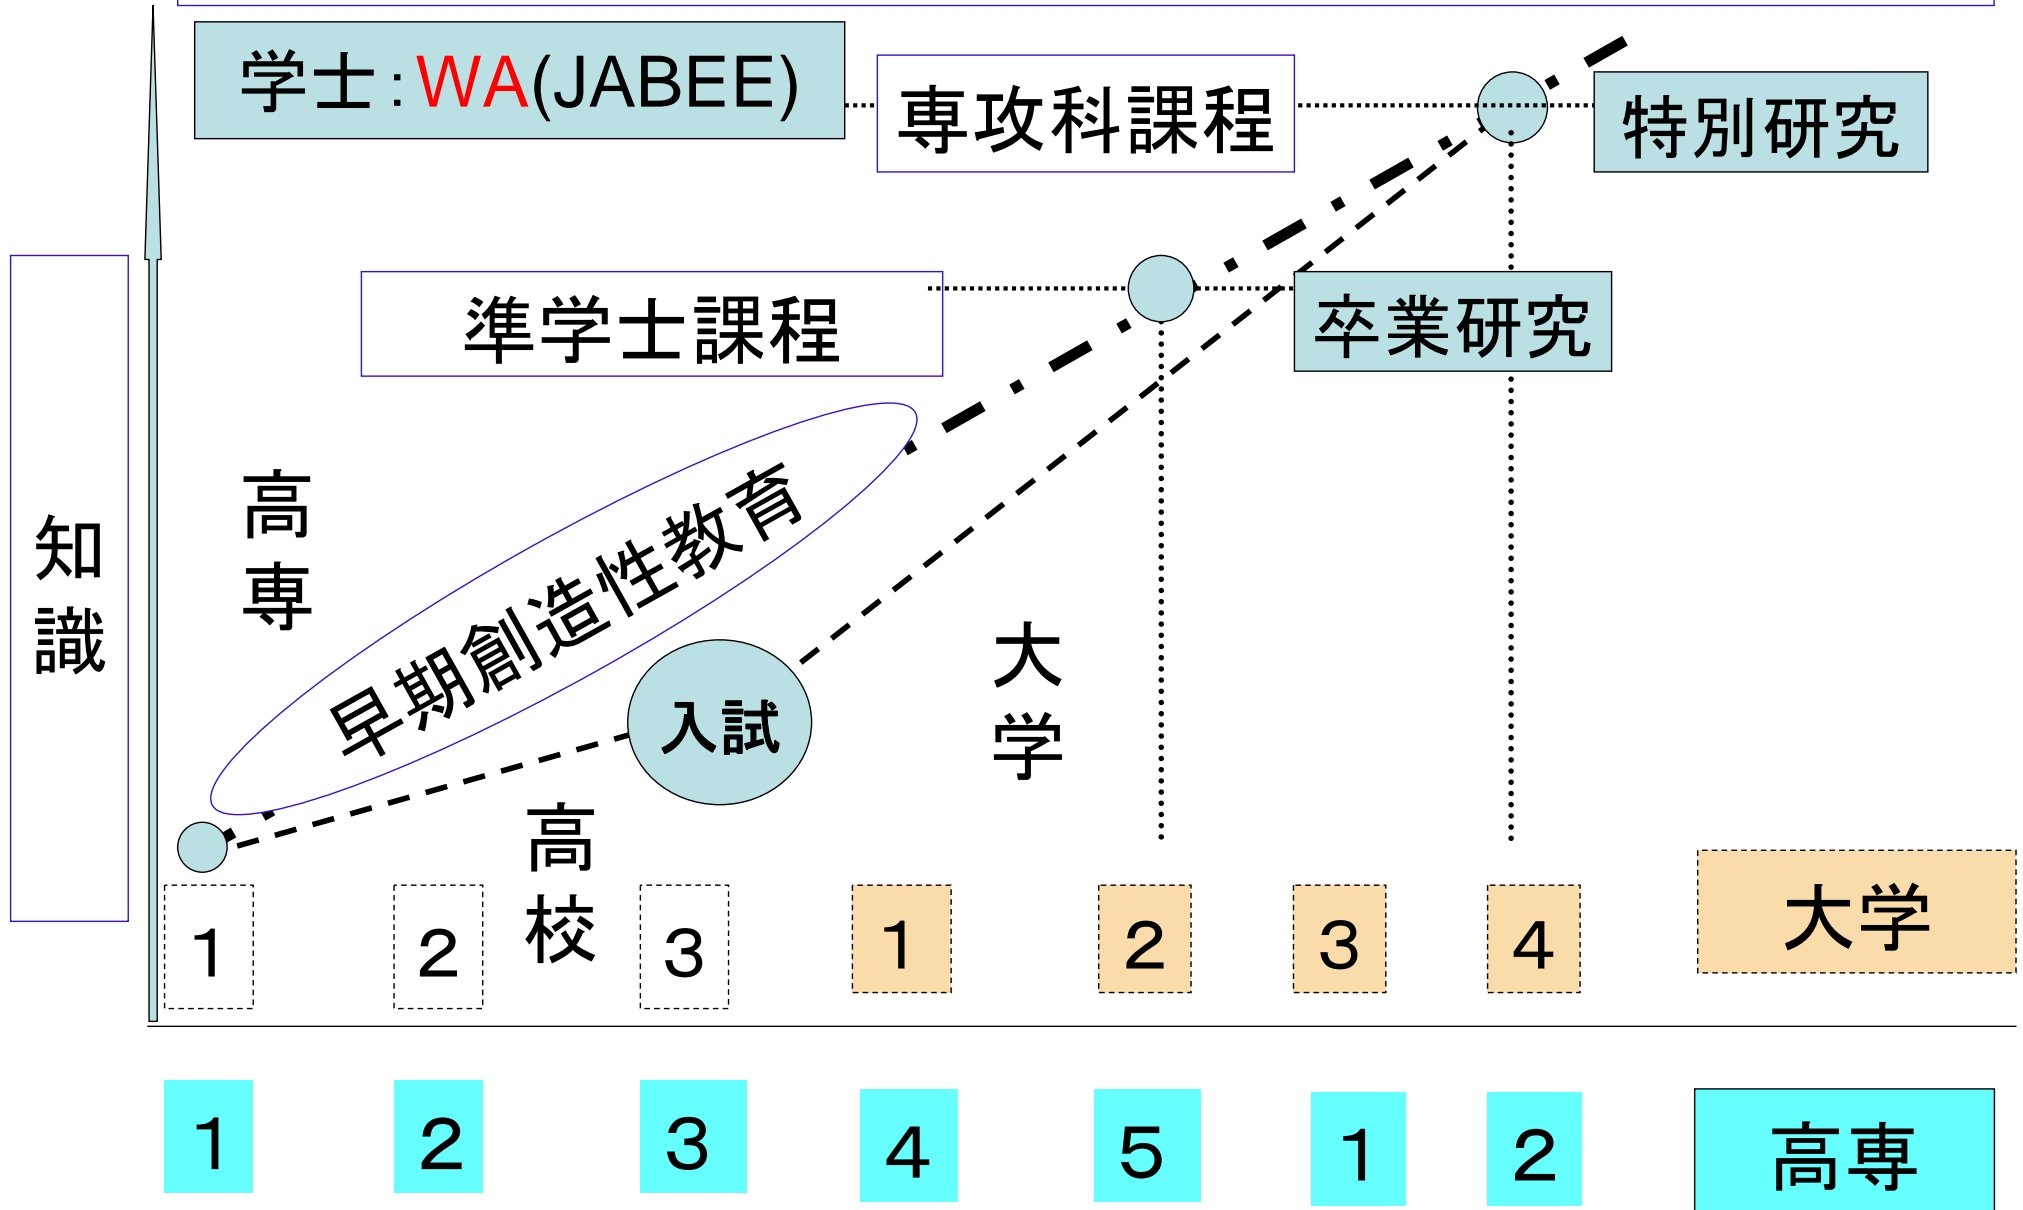 学士:WA(JABEE)
専攻科課程
特別研究
準学士課程
卒業研究
知識
高専
早期創造性教育
入試
大学
高校
1 2 3 1 2 3 4 大学
1 2 3 4 5 1 2 高専